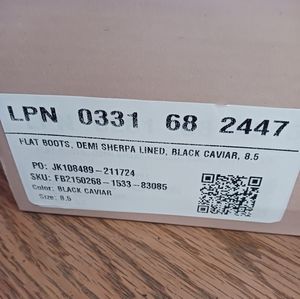 LPN 0331 68 2447
FLAT BOOTS, DEMI SHERPA LINED, BLACK CAVIAR, 8.5
PO: JK108489-211724
SKU: FB2150268-1533-83085
Color: BLACK CAVIAR
Size: 8.5